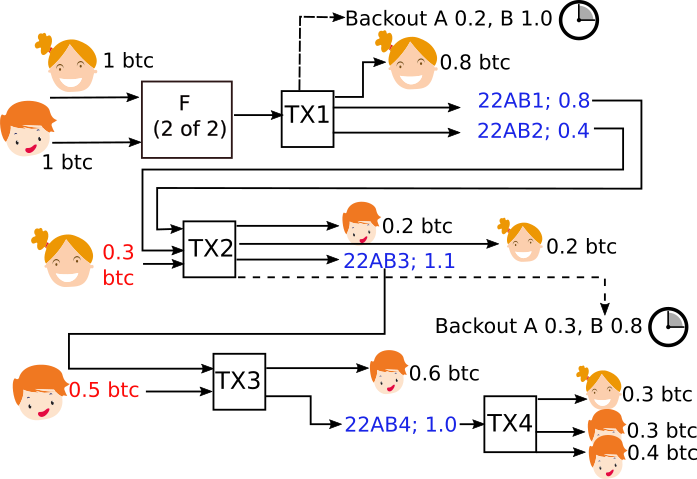 Backout A 0.2, B 1.0
1 btc
0.8 btc
F
(2 of 2)
TX1
22AB1; 0.8
22AB2; 0.4
1 btc
0.2 btc
TX2
0.2 btc
0.3
btc
22AB3; 1.1
Backout A 0.3, B 0.8
TX3
0.6 btc
0.5 btc
0.3 btc
22AB4; 1.0
TX4
0.3 btc
0.4 btc